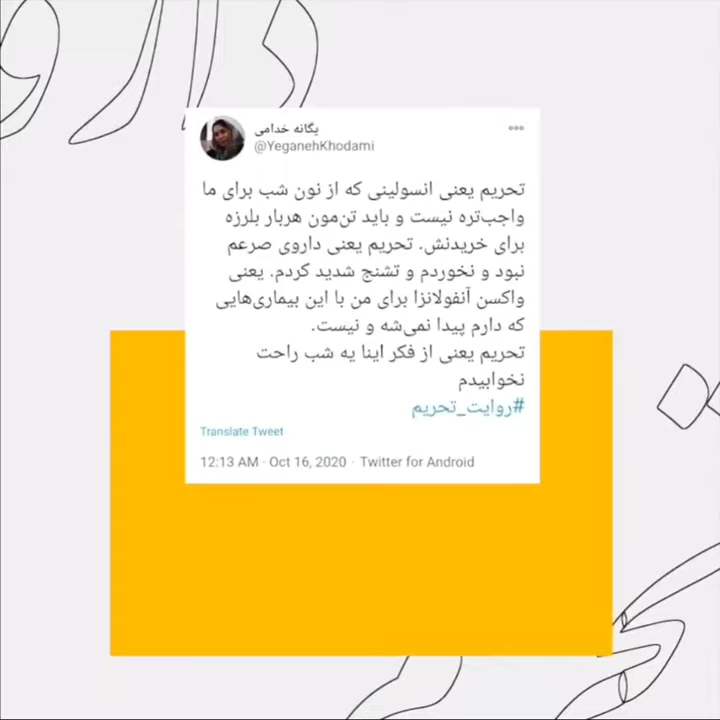 دارو
یگانه خدامی
@YeganehKhodami
تحریم یعنی انسولینی که از نون شب برای ما
واجب‌تره نیست و باید تن‌مون هربار بلرزه
برای خریدنش. تحریم یعنی داروی صرعم
نبود و نخوردم و تشنج شدید کردم. یعنی
واکسن آنفولانزا برای من با این بیماری‌هایی
که دارم پیدا نمی‌شه و نیست.
تحریم یعنی از فکر اینا یه شب راحت
نخوابیدم
#روایت_تحریم
Translate Tweet
12:13 AM · Oct 16, 2020 · Twitter for Android